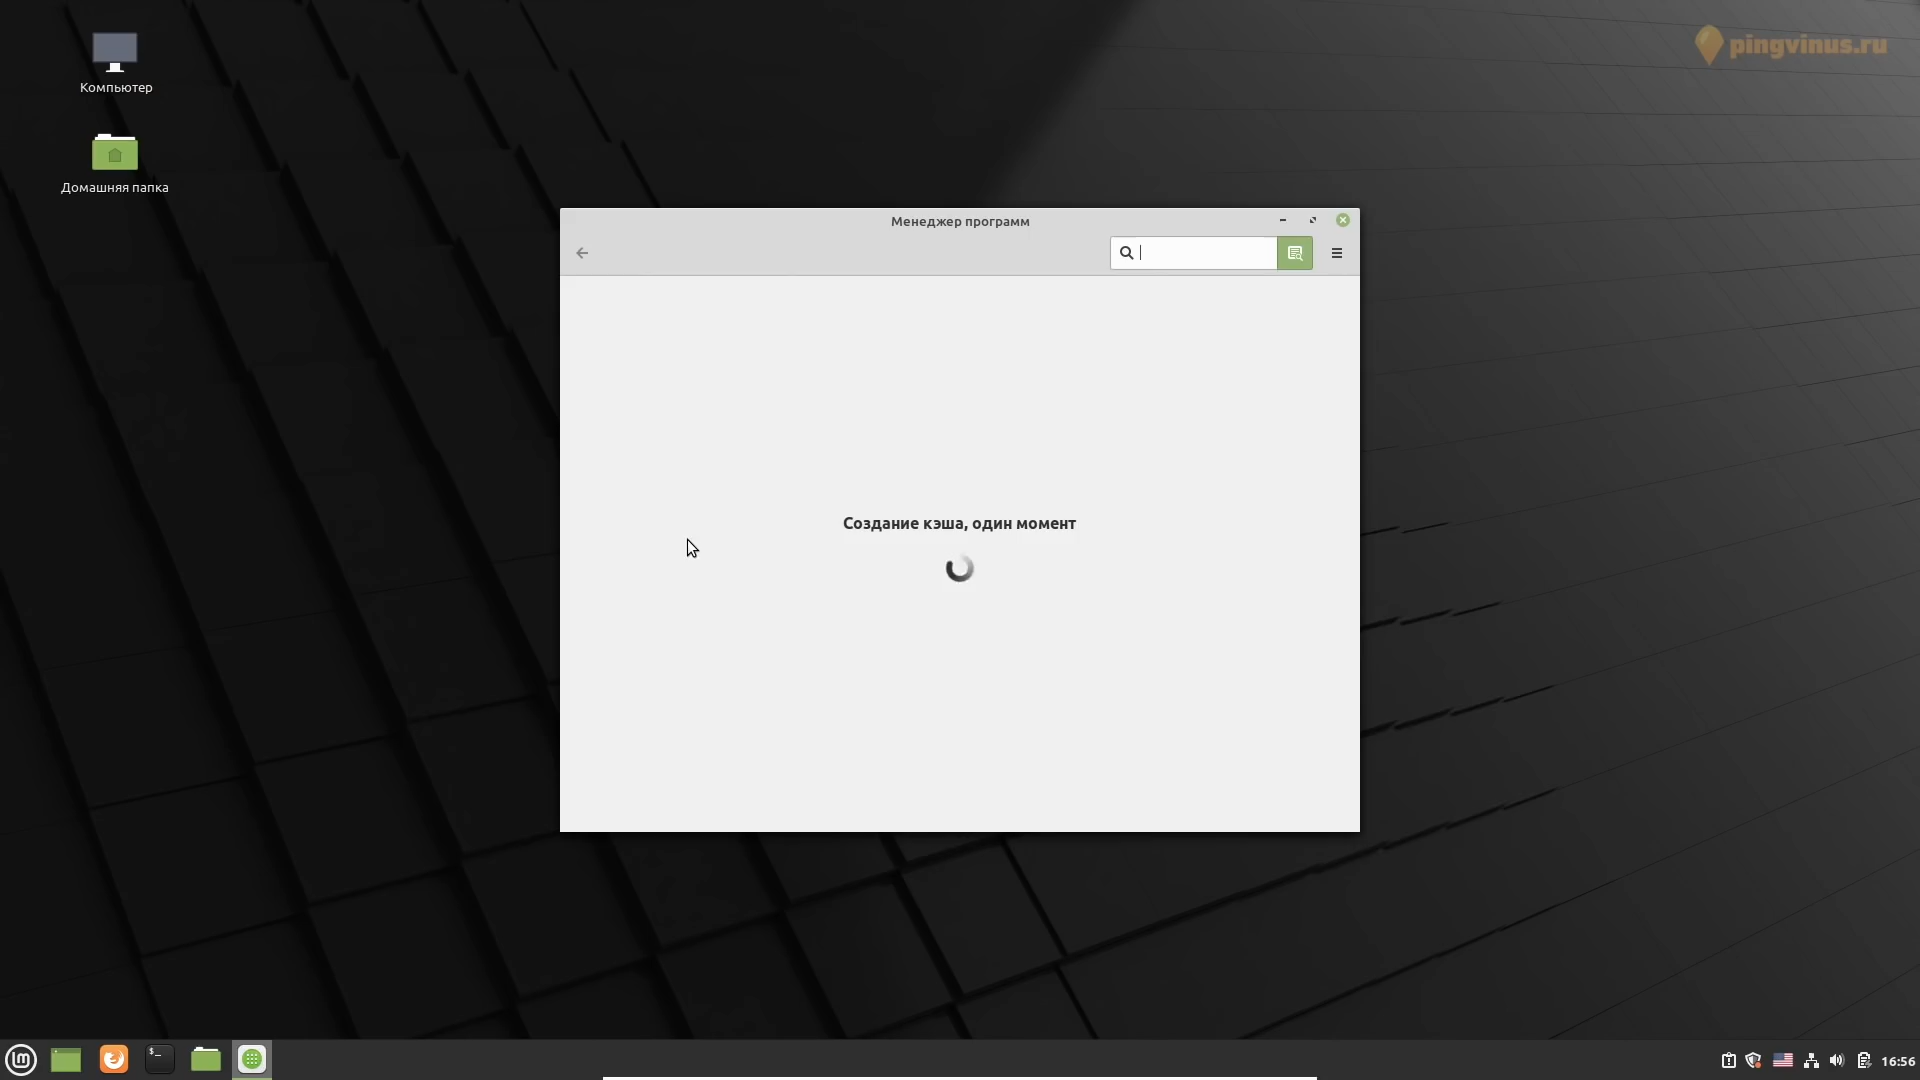 pingvinus.ru
Компьютер
Домашняя папка
Менеджер программ
Создание кэша, один момент
16:56